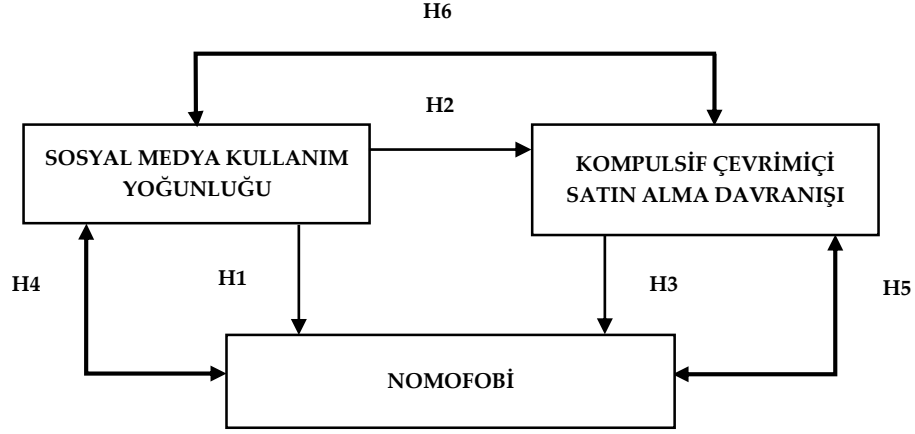 H6
H2
SOSYAL MEDYA KULLANIM
YOĞUNLUĞU
KOMPULSİF ÇEVRİMİÇİ
SATIN ALMA DAVRANIŞI
H4
H1
H3
H5
NOMOFOBİ